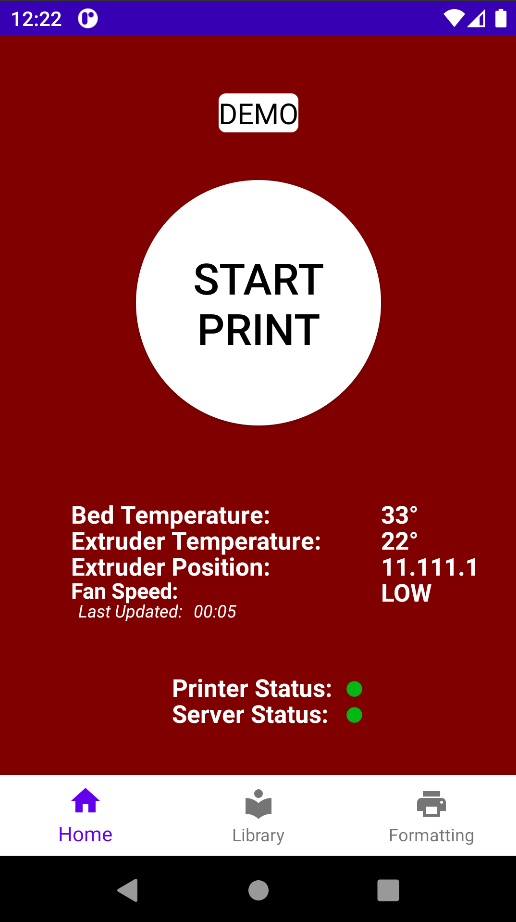 12:22
DEMO
START
PRINT
Bed Temperature: 33°
Extruder Temperature: 22°
Extruder Position: 11.111.1
Fan Speed: LOW
Last Updated: 00:05
Printer Status:
Server Status:
Home Library Formatting